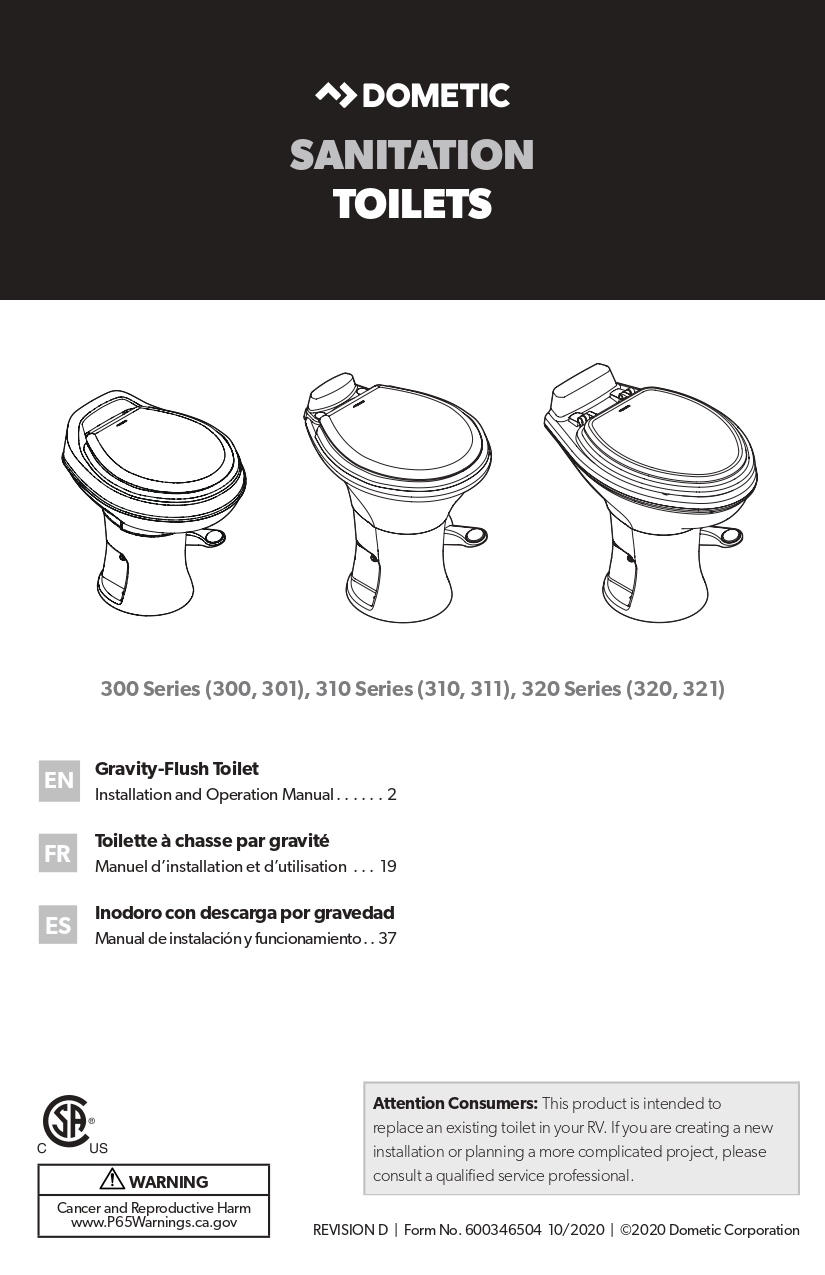 DOMETIC
SANITATION
TOILETS
300 Series (300, 301), 310 Series (310, 311), 320 Series (320, 321)
EN
Gravity-Flush Toilet
Installation and Operation Manual . . . . . . 2
FR
Toilette à chasse par gravité
Manuel d’installation et d’utilisation . . . 19
ES
Inodoro con descarga por gravedad
Manual de instalación y funcionamiento . . 37
CSA®
C US
WARNING
Cancer and Reproductive Harm
www.P65Warnings.ca.gov
Attention Consumers: This product is intended to
replace an existing toilet in your RV. If you are creating a new
installation or planning a more complicated project, please
consult a qualified service professional.
REVISION D | Form No. 600346504 10/2020 | ©2020 Dometic Corporation